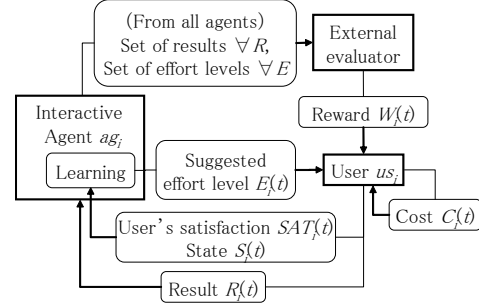 (From all agents)
Set of results ∀R,
Set of effort levels ∀E
External
evaluator
Interactive
Agent ag_i
Learning
Reward W_i(t)
Suggested
effort level E_i(t)
User us_i
User's satisfaction SAT_i(t)
State S_i(t)
Cost C_i(t)
Result R_i(t)